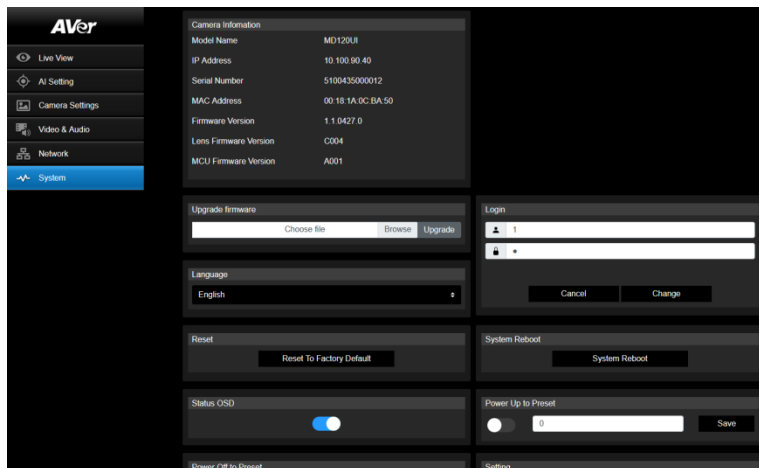 AVer
Live View
AI Setting
Camera Settings
Video & Audio
Network
System
Camera Infomation
Model Name MD120UI
IP Address 10.100.90.40
Serial Number 5100435000012
MAC Address 00:18:1A:0C:BA:50
Firmware Version 1.1.0427.0
Lens Firmware Version C004
MCU Firmware Version A001
Upgrade firmware
Choose file Browse Upgrade
Login
1
Language
English
Cancel Change
Reset
Reset To Factory Default
System Reboot
System Reboot
Status OSD
Power Up to Preset
0 Save
Power Off to Preset
Setting